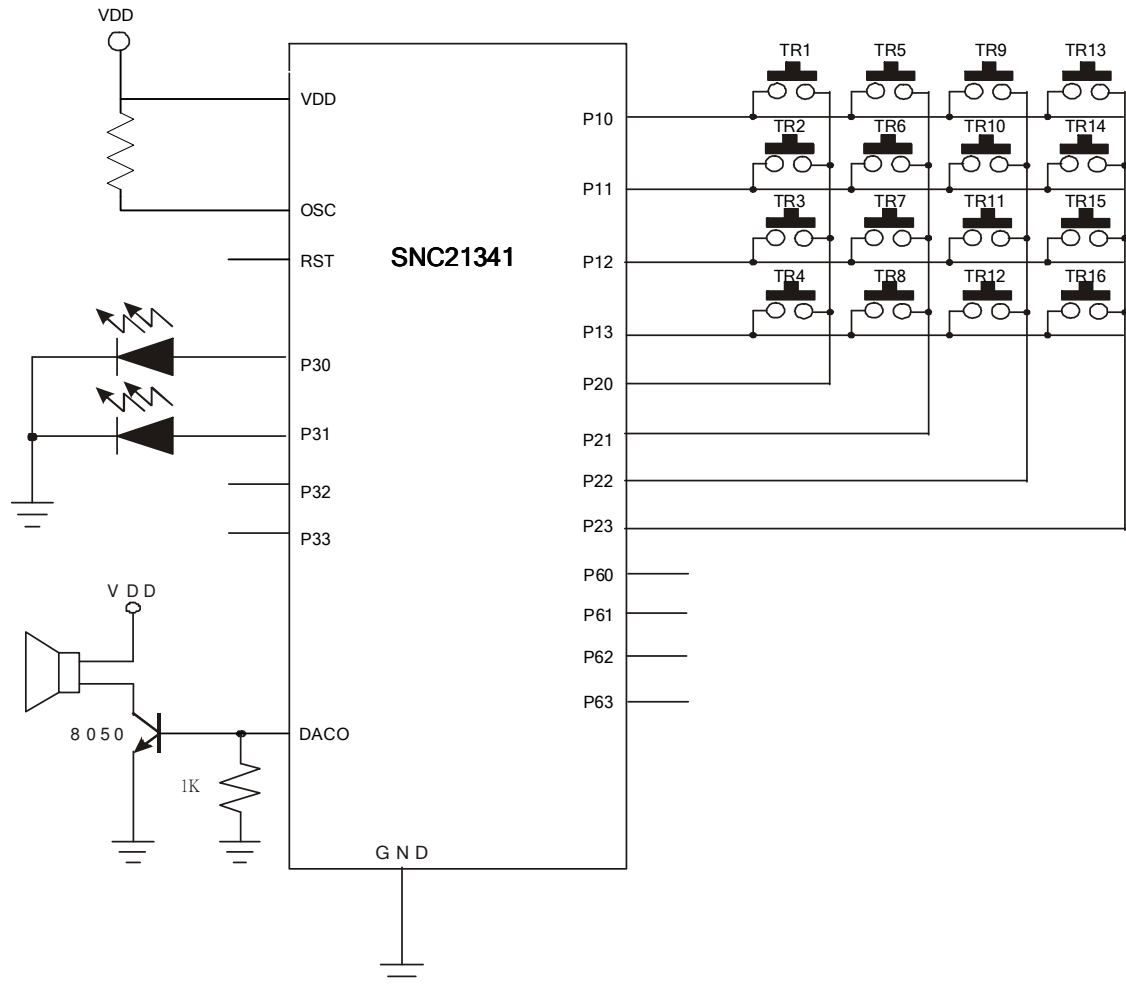 VDD
TR1 TR5 TR9 TR13
VDD
P10
TR2 TR6 TR10 TR14
P11
OSC
TR3 TR7 TR11 TR15
RST
SNC21341
P12
TR4 TR8 TR12 TR16
P13
P30
P20
P31
P21
P22
P32
P23
P33
P60
V D D
P61
P62
P63
8 0 5 0
DACO
1K
G N D